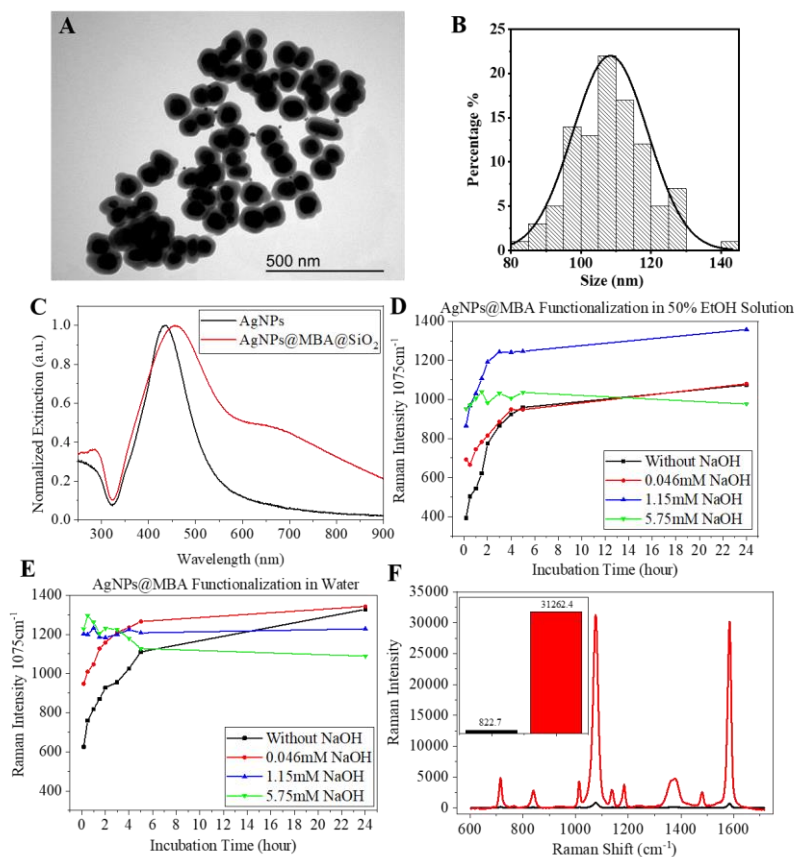 A
500 nm
B
Percentage %
25
20
15
10
5
0
80
100
120
140
Size (nm)
C
Normalized Extinction (a.u.)
1.0
0.8
0.6
0.4
0.2
0.0
AgNPs
AgNPs@MBA@SiO₂
300
400
500
600
700
800
900
Wavelength (nm)
D
AgNPs@MBA Functionalization in 50% EtOH Solution
Raman Intensity 1075cm⁻¹
1400
1200
1000
800
600
400
Without NaOH
0.046mM NaOH
1.15mM NaOH
5.75mM NaOH
0 2 4 6 8 10 12 14 16 18 20 22 24
Incubation Time (hour)
E
AgNPs@MBA Functionalization in Water
Raman Intensity 1075cm⁻¹
1400
1200
1000
800
600
400
Without NaOH
0.046mM NaOH
1.15mM NaOH
5.75mM NaOH
0 2 4 6 8 10 12 14 16 18 20 22 24
Incubation Time (hour)
F
Raman Intensity
35000
30000
25000
20000
15000
10000
5000
0
31262.4
822.7
600
800
1000
1200
1400
1600
Raman Shift (cm⁻¹)